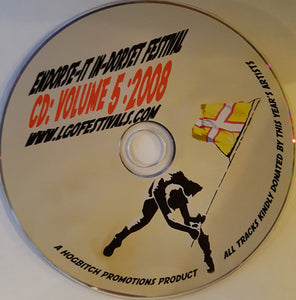 ENDORSE-IT IN-DORSET FESTIVAL
CD: VOLUME 5 :2008
WWW.LGOFESTIVALS.COM
ALL TRACKS KINDLY DONATED BY THIS YEAR'S ARTISTS
A HOGBITCH PROMOTIONS PRODUCT